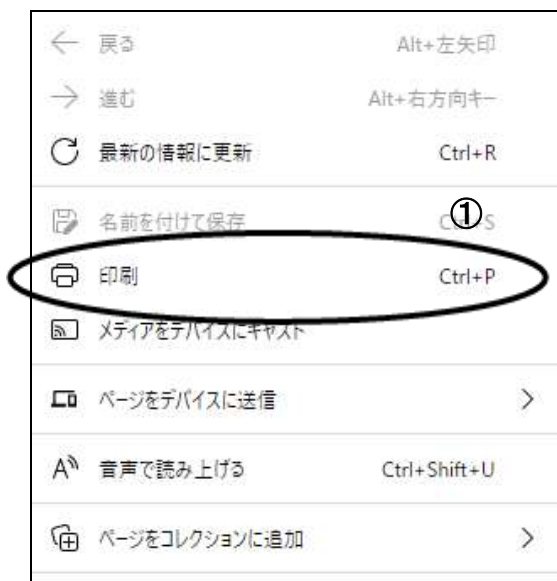 戻る Alt+左矢印
進む Alt+右方向キー
最新の情報に更新 Ctrl+R
①
名前を付けて保存 Ctrl+S
印刷 Ctrl+P
メディアをデバイスにキャスト
ページをデバイスに送信
音声で読み上げる Ctrl+Shift+U
ページをコレクションに追加